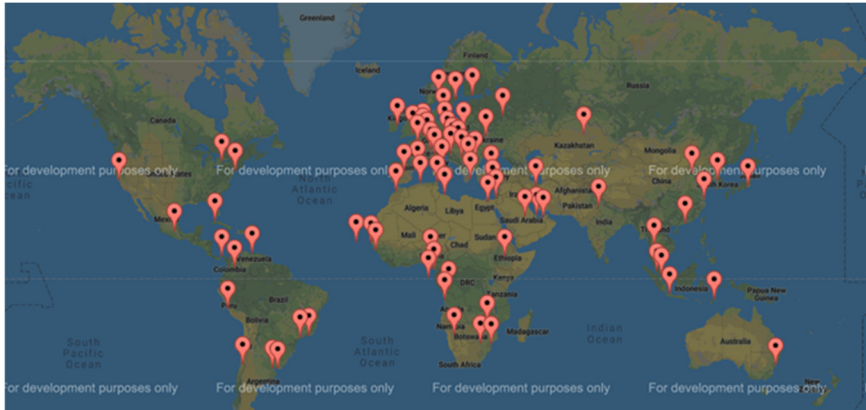 Greenland
Iceland
Finland
Russia
Canada
Kazakhstan
Mongolia
For development purposes only For development purposes only For development purposes only For development purposes only
North
Atlantic
Ocean
China
Afghanistan
Pakistan
Algeria
Libya
Egypt
Saudi Arabia
India
Mali
Chad
Sudan
Ethiopia
Venezuela
Colombia
Kenya
DRC
Tanzania
Indonesia
Papua New
Guinea
Brazil
Peru
Bolivia
Namibia
Botswana
Madagascar
Indian
Ocean
Australia
South
Pacific
Ocean
South
Atlantic
Ocean
South Africa
Argentina
For development purposes only For development purposes only For development purposes only For development purposes only